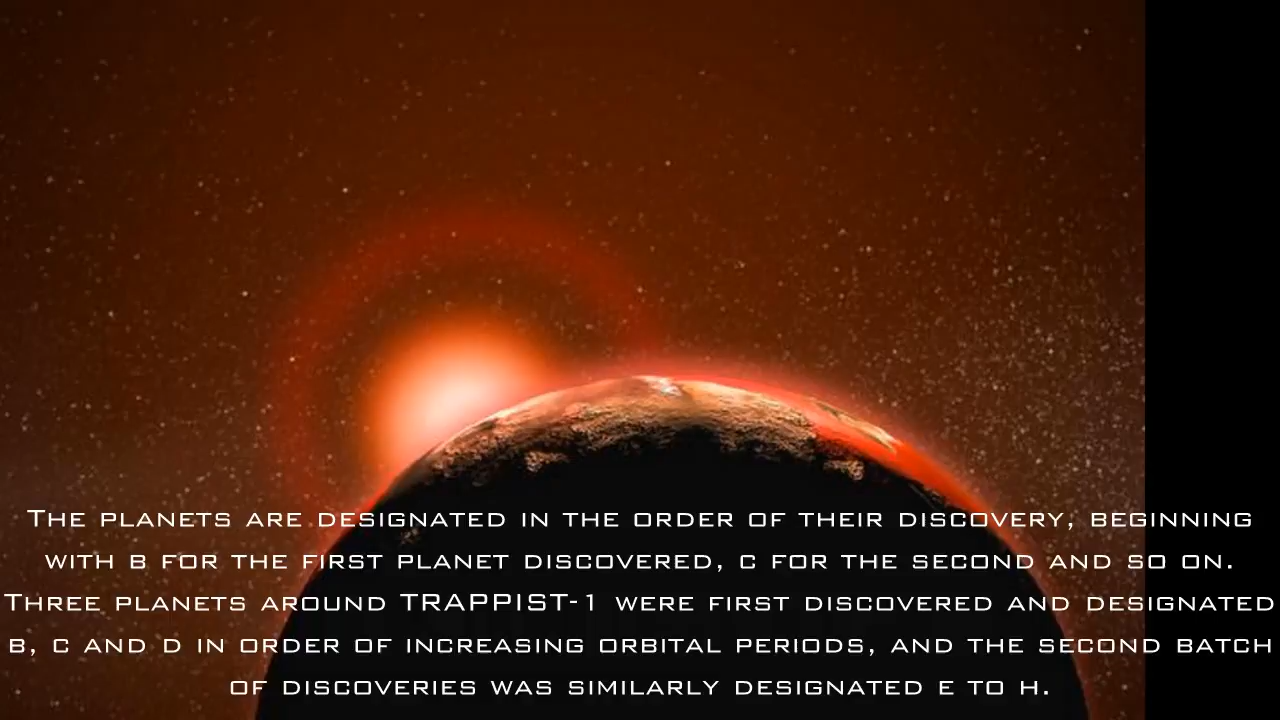 The planets are designated in the order of their discovery, beginning
with b for the first planet discovered, c for the second and so on.
Three planets around TRAPPIST-1 were first discovered and designated
b, c and d in order of increasing orbital periods, and the second batch
of discoveries was similarly designated e to h.